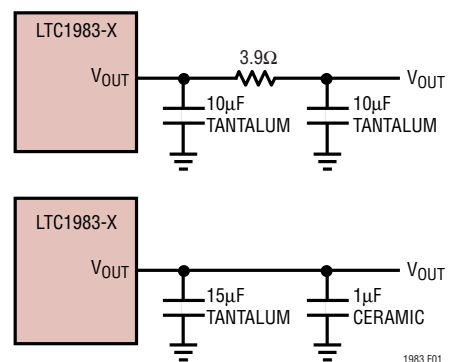 LTC1983-X
3.9Ω
VOUT
VOUT
10µF
TANTALUM
10µF
TANTALUM
LTC1983-X
VOUT
VOUT
15µF
TANTALUM
1µF
CERAMIC
1983 F01